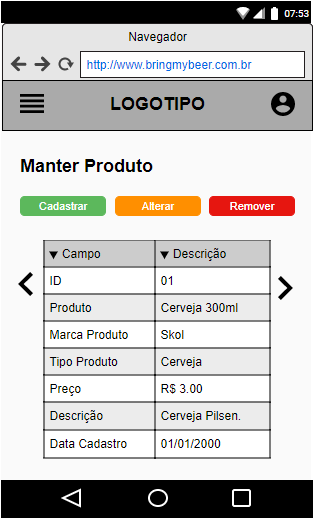 07:53
Navegador
http://www.bringmybeer.com.br
LOGOTIPO
Manter Produto
Cadastrar Alterar Remover
▼ Campo ▼ Descrição
ID 01
Produto Cerveja 300ml
Marca Produto Skol
Tipo Produto Cerveja
Preço R$ 3.00
Descrição Cerveja Pilsen.
Data Cadastro 01/01/2000